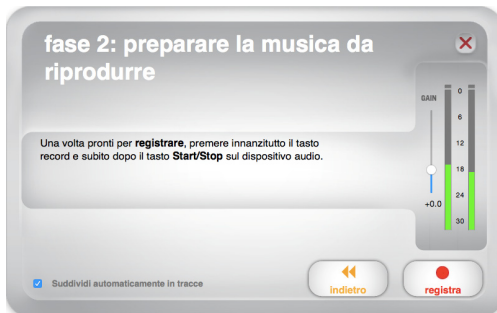 fase 2: preparare la musica da
riprodurre
Una volta pronti per registrare, premere innanzitutto il tasto
record e subito dopo il tasto Start/Stop sul dispositivo audio.
GAIN
0
6
12
18
24
30
+0.0
Suddividi automaticamente in tracce
indietro
registra